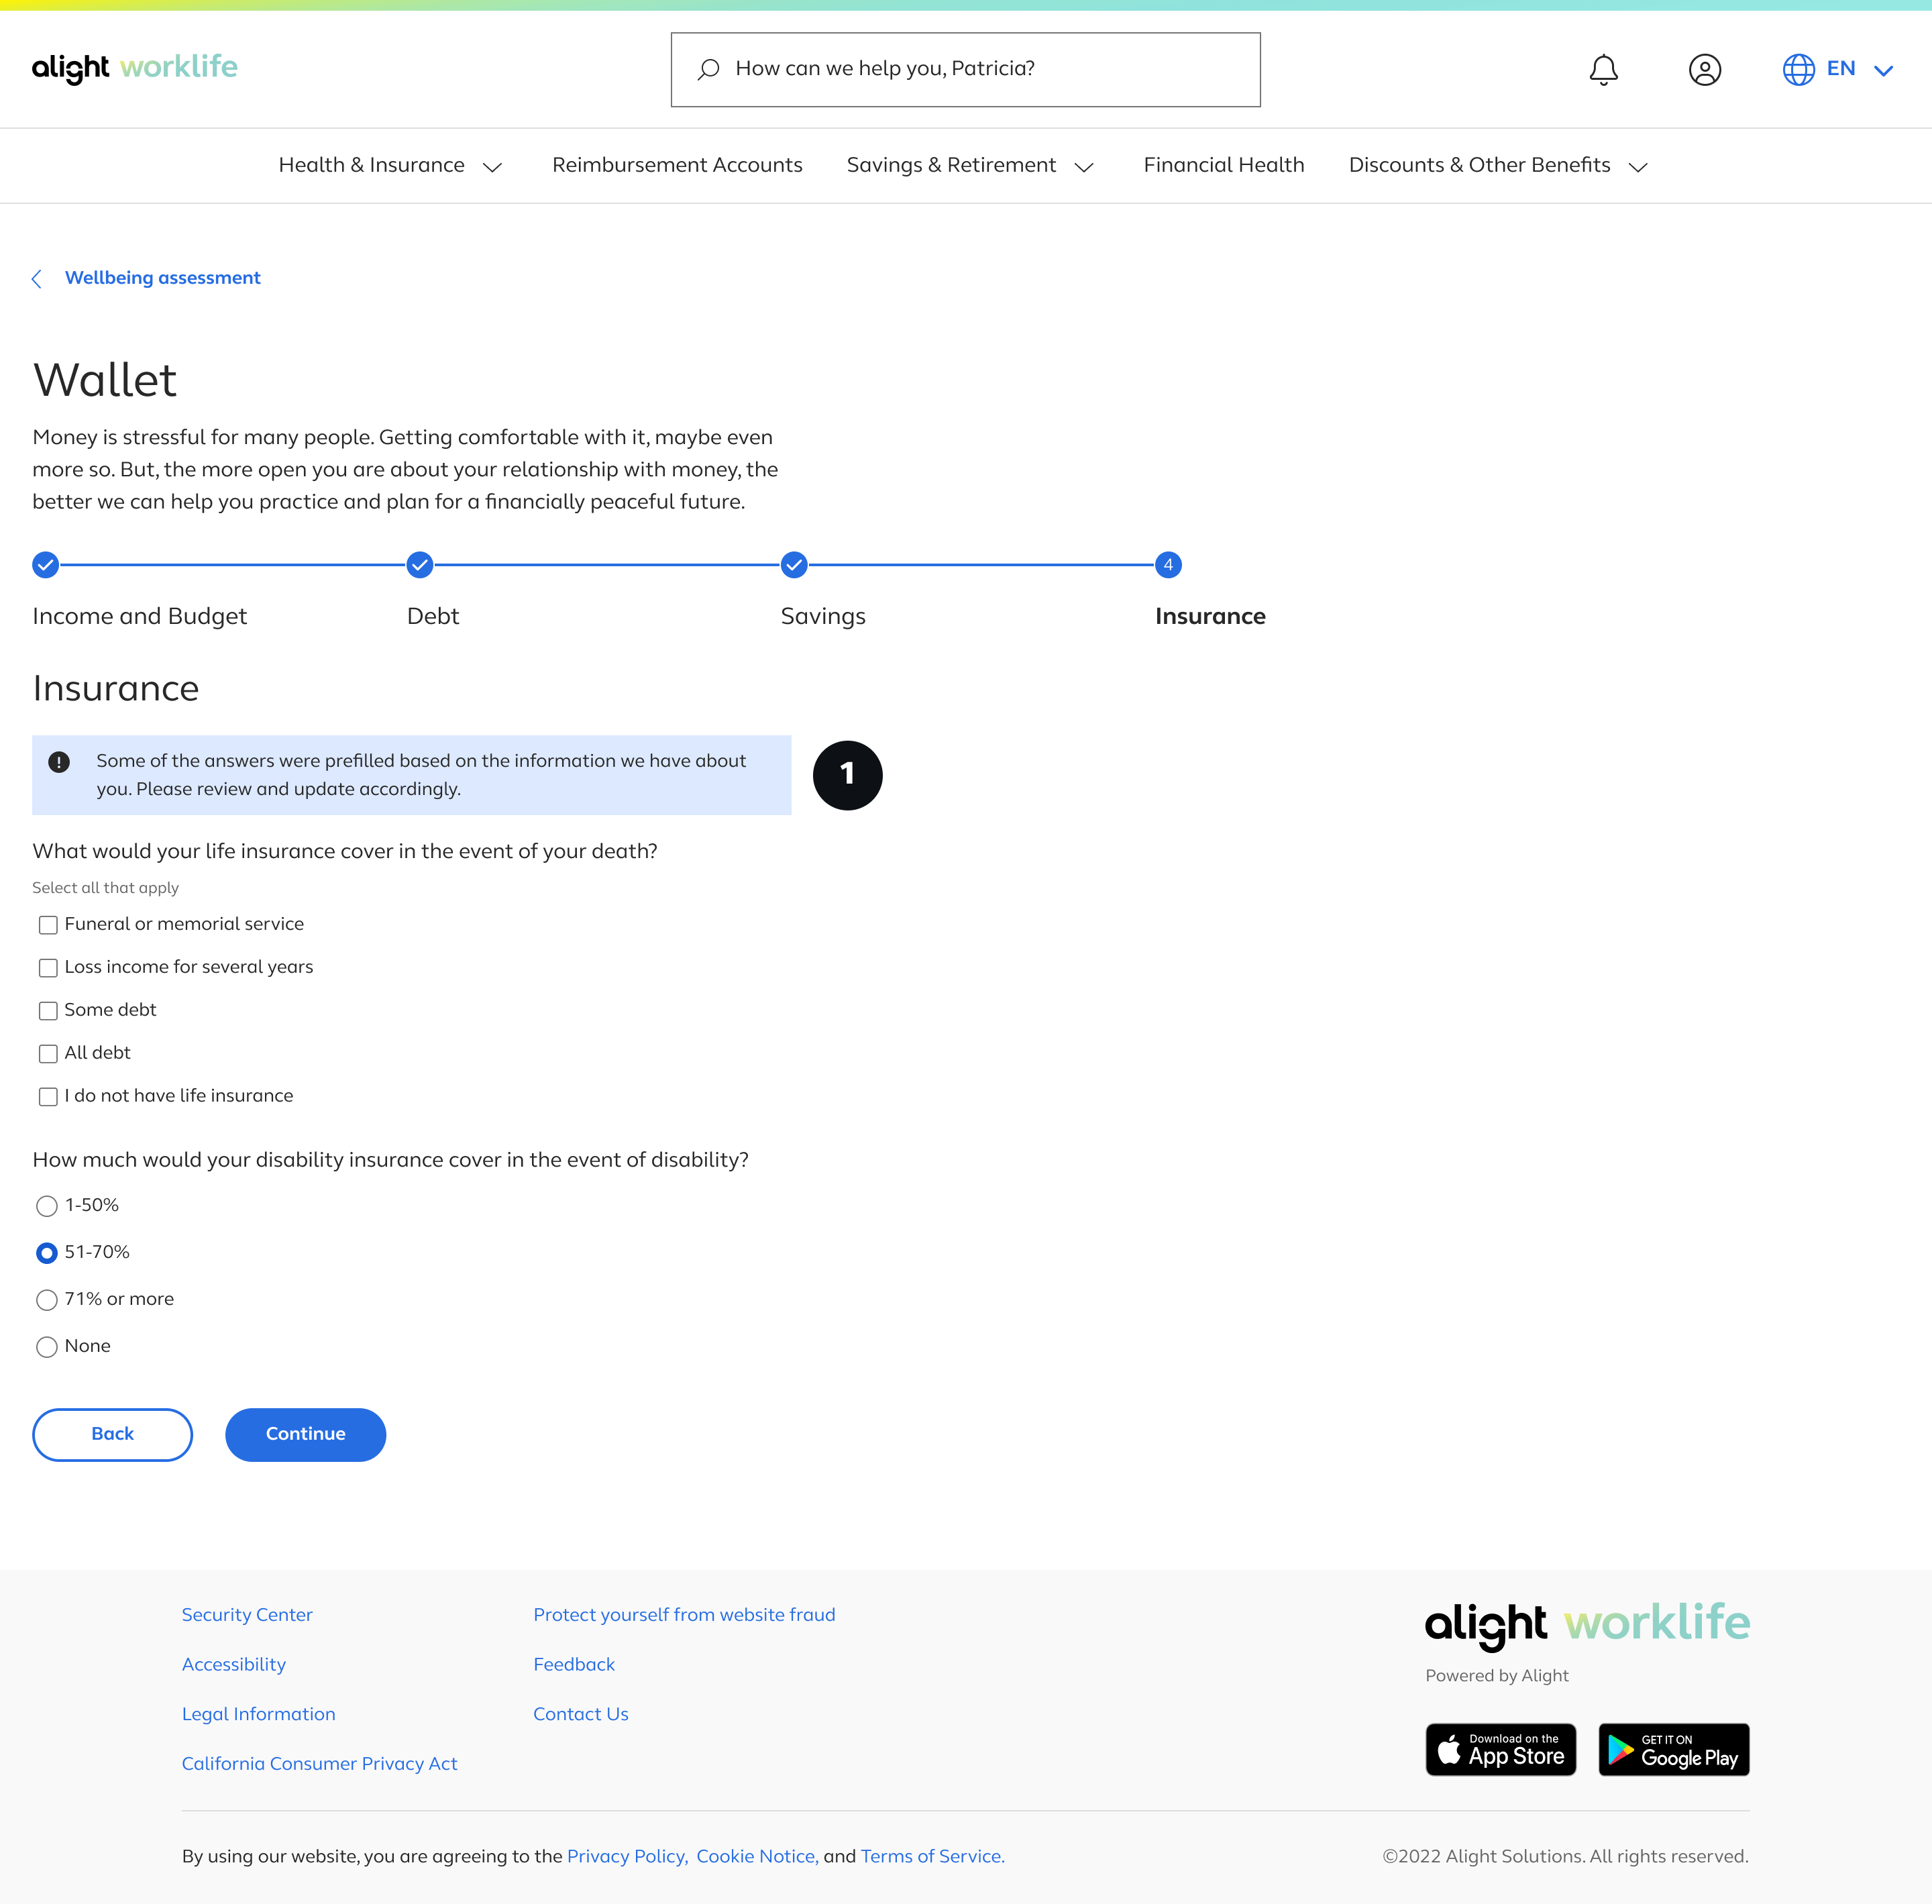 alight worklife
How can we help you, Patricia?
EN
Health & Insurance
Reimbursement Accounts
Savings & Retirement
Financial Health
Discounts & Other Benefits
Wellbeing assessment
Wallet
Money is stressful for many people. Getting comfortable with it, maybe even
more so. But, the more open you are about your relationship with money, the
better we can help you practice and plan for a financially peaceful future.
4
Income and Budget
Debt
Savings
Insurance
Insurance
Some of the answers were prefilled based on the information we have about
you. Please review and update accordingly.
1
What would your life insurance cover in the event of your death?
Select all that apply
Funeral or memorial service
Loss income for several years
Some debt
All debt
I do not have life insurance
How much would your disability insurance cover in the event of disability?
1-50%
51-70%
71% or more
None
Back
Continue
Security Center
Accessibility
Legal Information
California Consumer Privacy Act
Protect yourself from website fraud
Feedback
Contact Us
alight worklife
Powered by Alight
Download on the
App Store
GET IT ON
Google Play
By using our website, you are agreeing to the Privacy Policy, Cookie Notice, and Terms of Service.
©2022 Alight Solutions. All rights reserved.